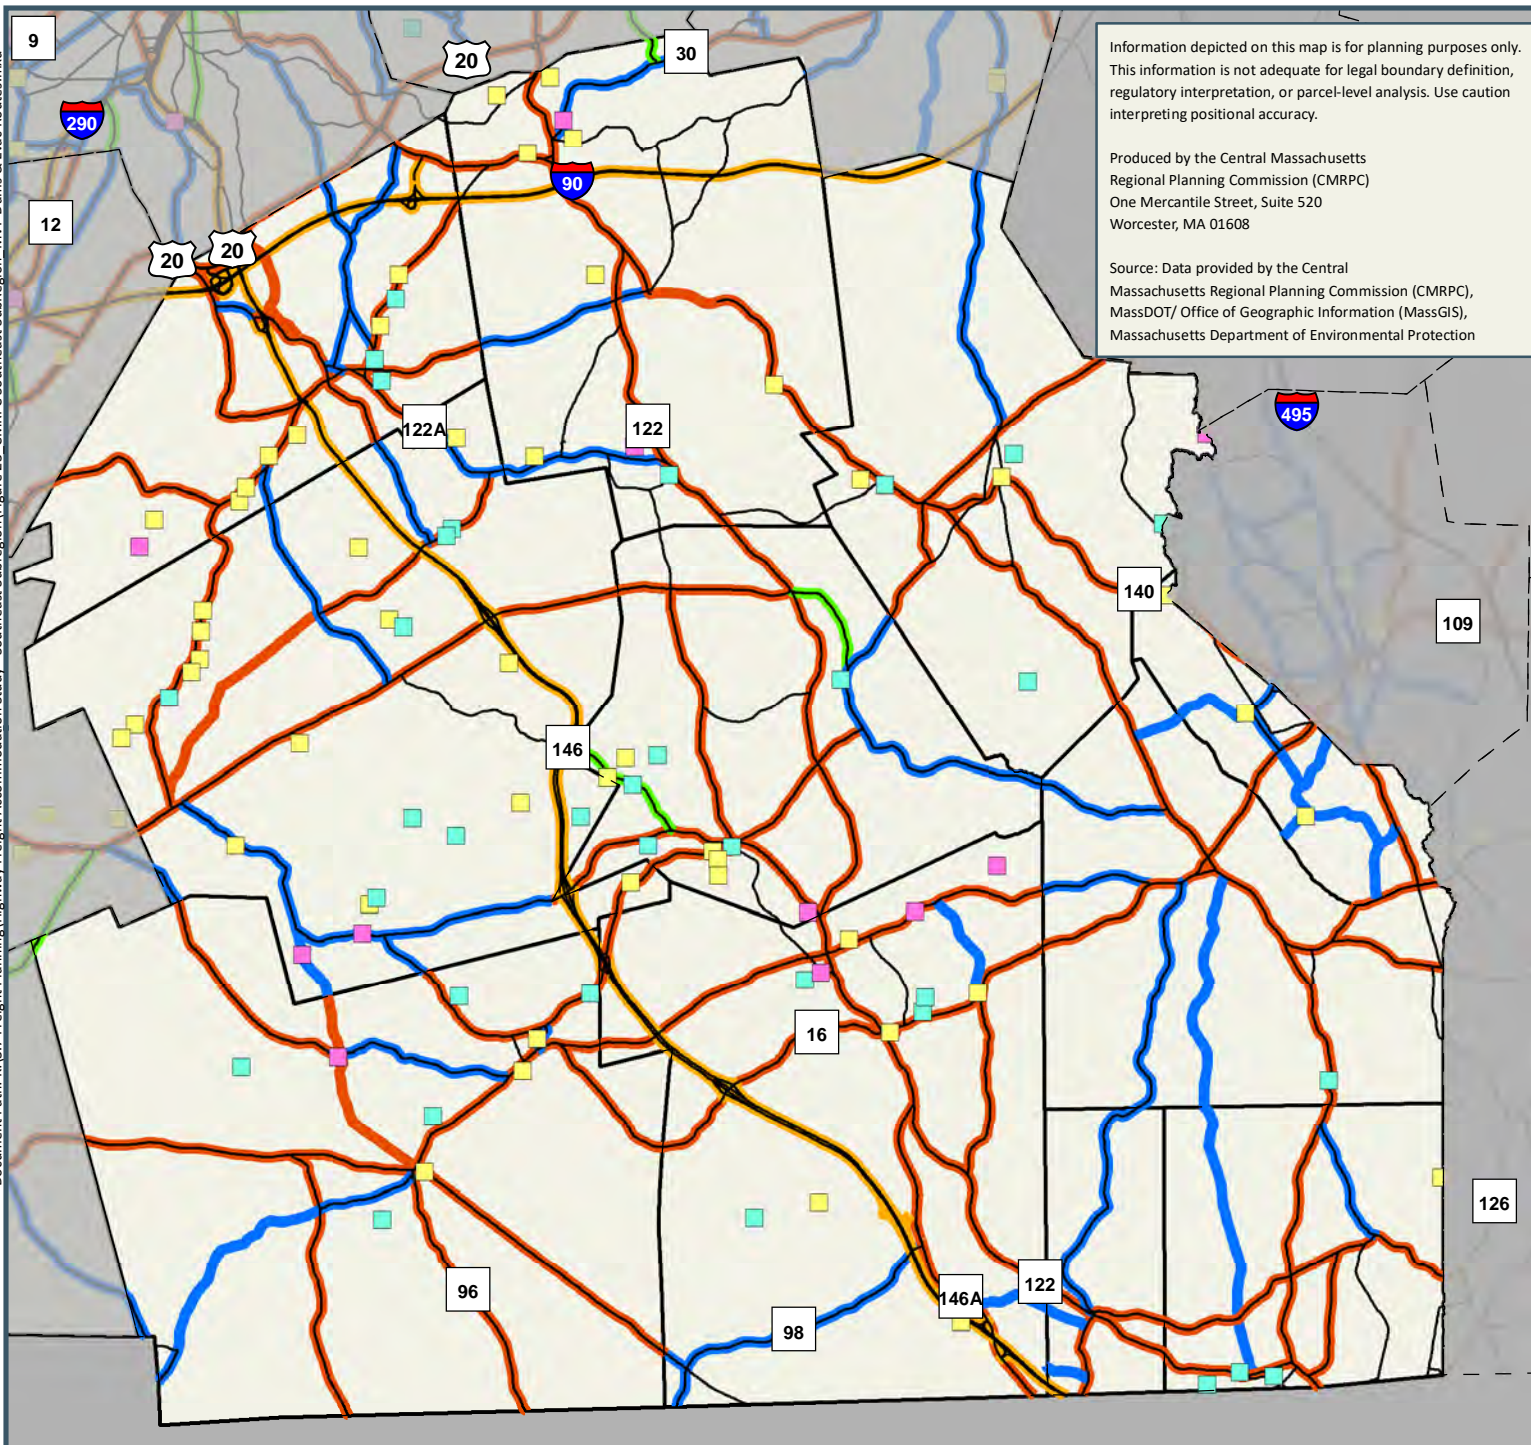 9
20
30
290
90
12
20
20
Information depicted on this map is for planning purposes only.
This information is not adequate for legal boundary definition,
regulatory interpretation, or parcel-level analysis. Use caution
interpreting positional accuracy.
Produced by the Central Massachusetts
Regional Planning Commission (CMRPC)
One Mercantile Street, Suite 520
Worcester, MA 01608
Source: Data provided by the Central
Massachusetts Regional Planning Commission (CMRPC),
MassDOT/ Office of Geographic Information (MassGIS),
Massachusetts Department of Environmental Protection
495
122A
122
140
109
146
16
126
96
98
146A
122